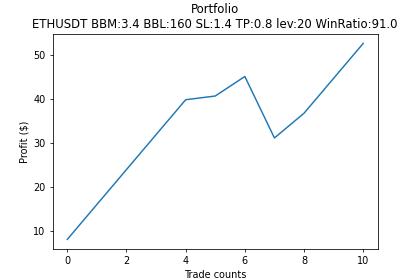 Portfolio
ETHUSDT BBM:3.4 BBL:160 SL:1.4 TP:0.8 lev:20 WinRatio:91.0
50
40
30
20
10
Profit ($)
0 2 4 6 8 10
Trade counts